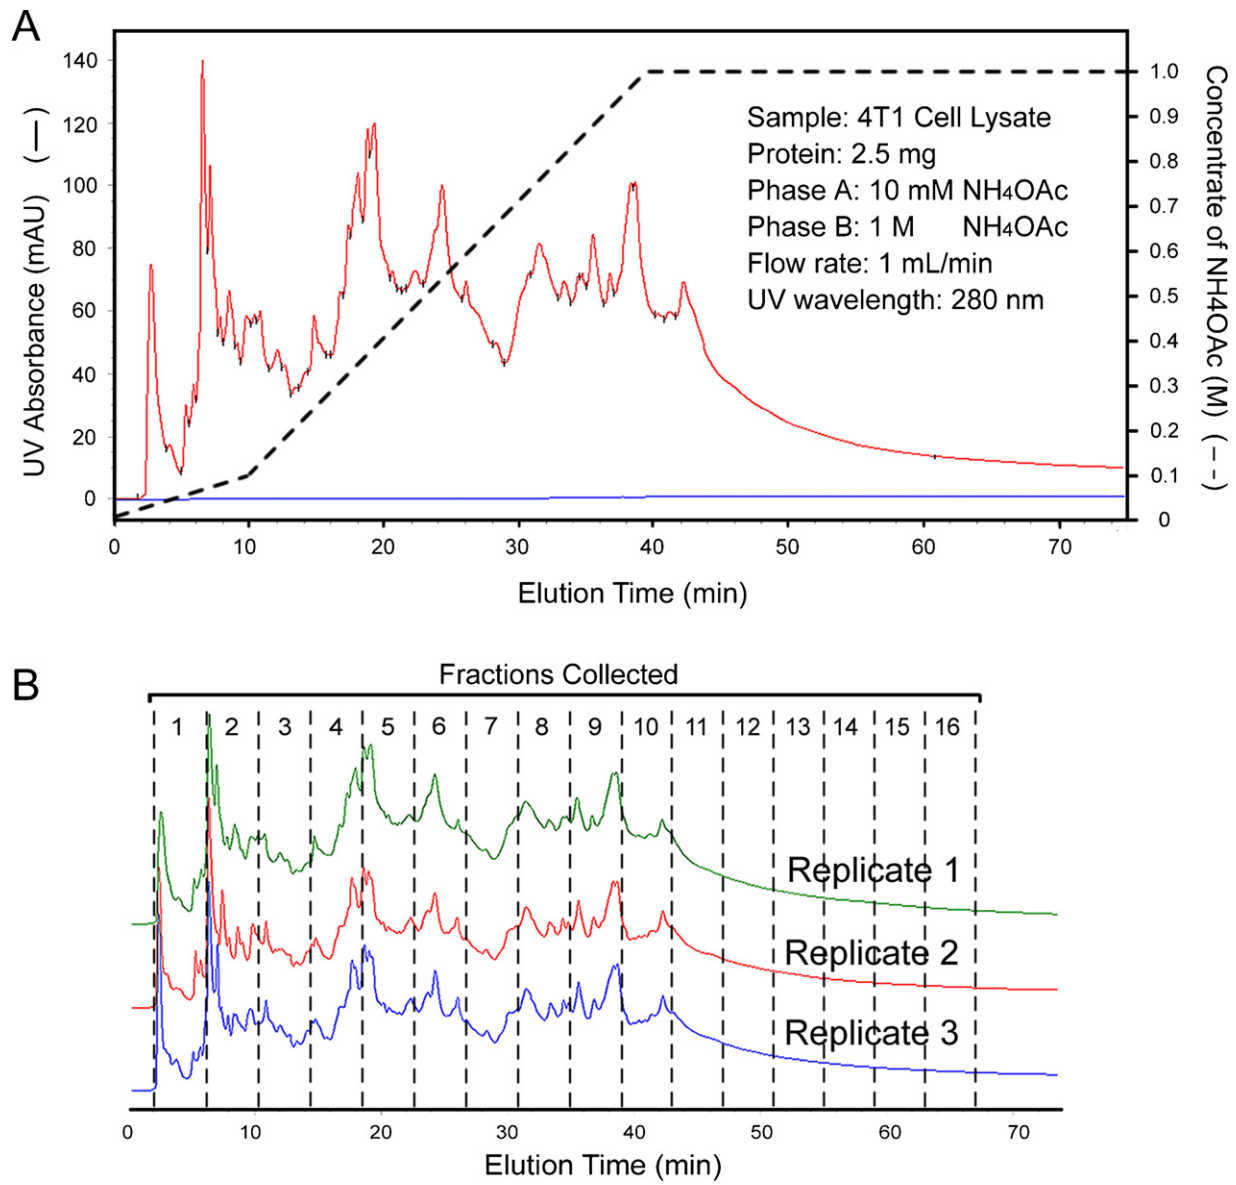 A
UV Absorbance (mAU) (—)
140
120
100
80
60
40
20
0
Sample: 4T1 Cell Lysate
Protein: 2.5 mg
Phase A: 10 mM NH4OAc
Phase B: 1 M NH4OAc
Flow rate: 1 mL/min
UV wavelength: 280 nm
1.0
0.9
0.8
0.7
0.6
0.5
0.4
0.3
0.2
0.1
0
Concentrate of NH4OAc (M) (- -)
0 10 20 30 40 50 60 70
Elution Time (min)
B
Fractions Collected
1 2 3 4 5 6 7 8 9 10 11 12 13 14 15 16
Replicate 1
Replicate 2
Replicate 3
0 10 20 30 40 50 60 70
Elution Time (min)